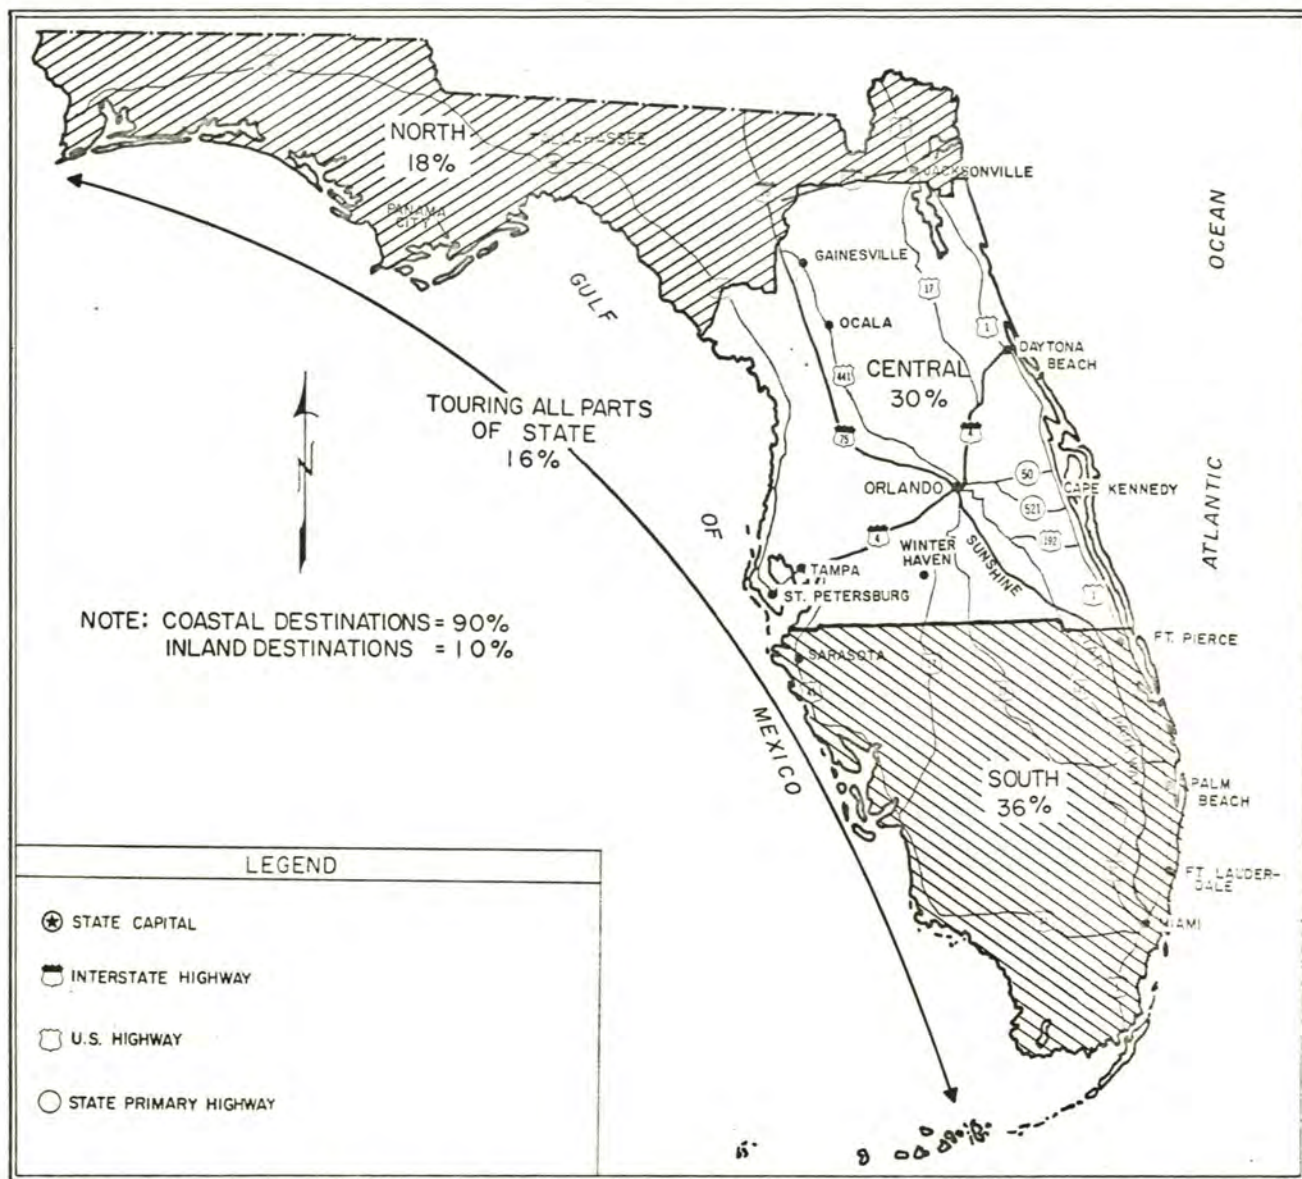 NORTH
18%
TALLAHASSEE
PANAMA
CITY
JACKSONVILLE
GAINESVILLE
OCALA
17
1
DAYTONA
BEACH
441
CENTRAL
30%
75
4
ORLANDO
50
CAPE KENNEDY
521
192
4
WINTER
HAVEN
SUNSHINE
TAMPA
ST. PETERSBURG
1
FT. PIERCE
SARASOTA
41
STATE
PARKWAY
SOUTH
36%
PALM
BEACH
FT LAUDER-
DALE
MIAMI
GULF
OF
MEXICO
ATLANTIC
OCEAN
TOURING ALL PARTS
OF STATE
16%
N
NOTE: COASTAL DESTINATIONS = 90%
INLAND DESTINATIONS = 10%
LEGEND
STATE CAPITAL
INTERSTATE HIGHWAY
U.S. HIGHWAY
STATE PRIMARY HIGHWAY